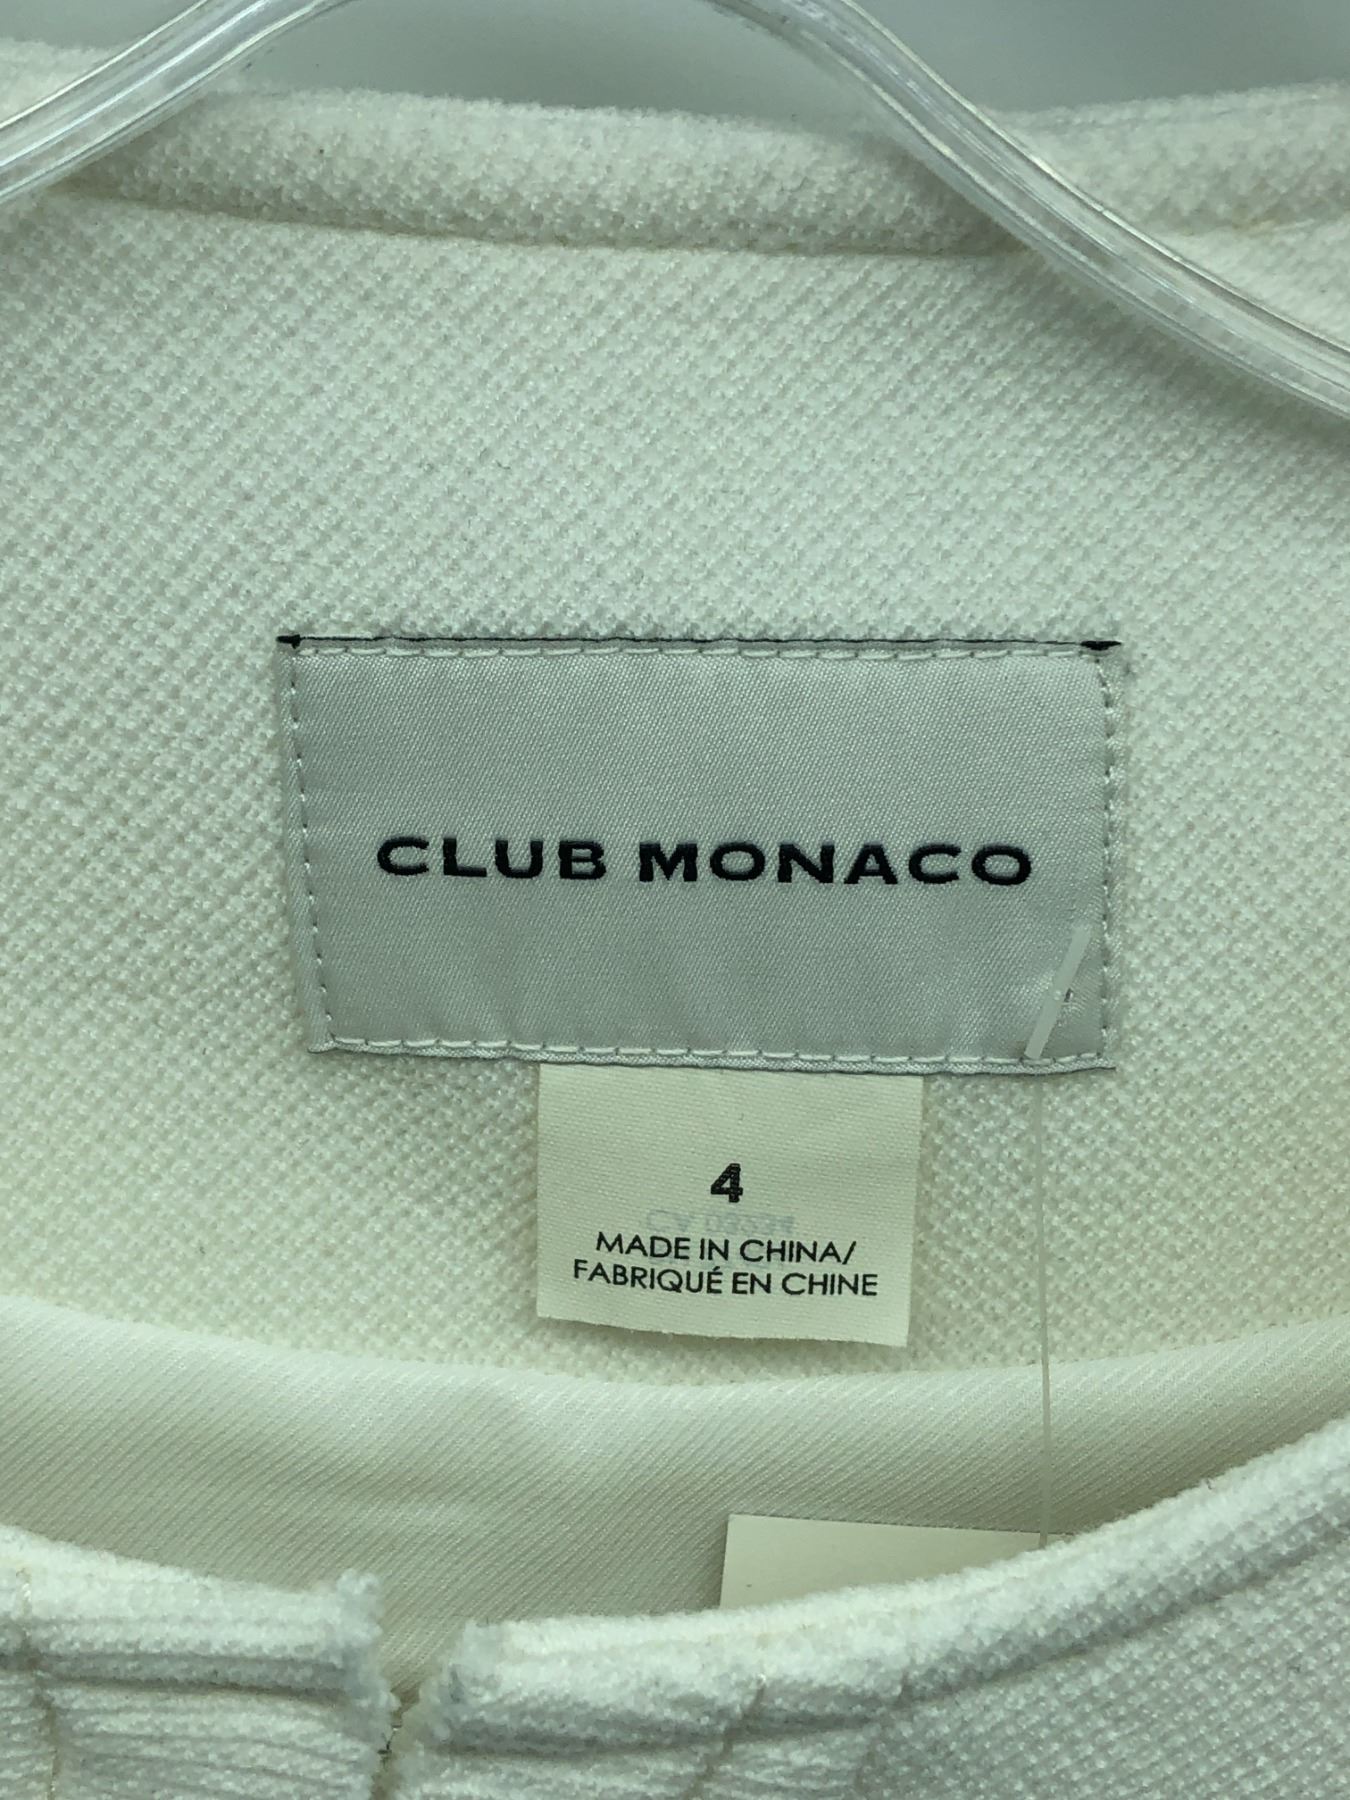 CLUB MONACO
4
MADE IN CHINA/
FABRIQUÉ EN CHINE